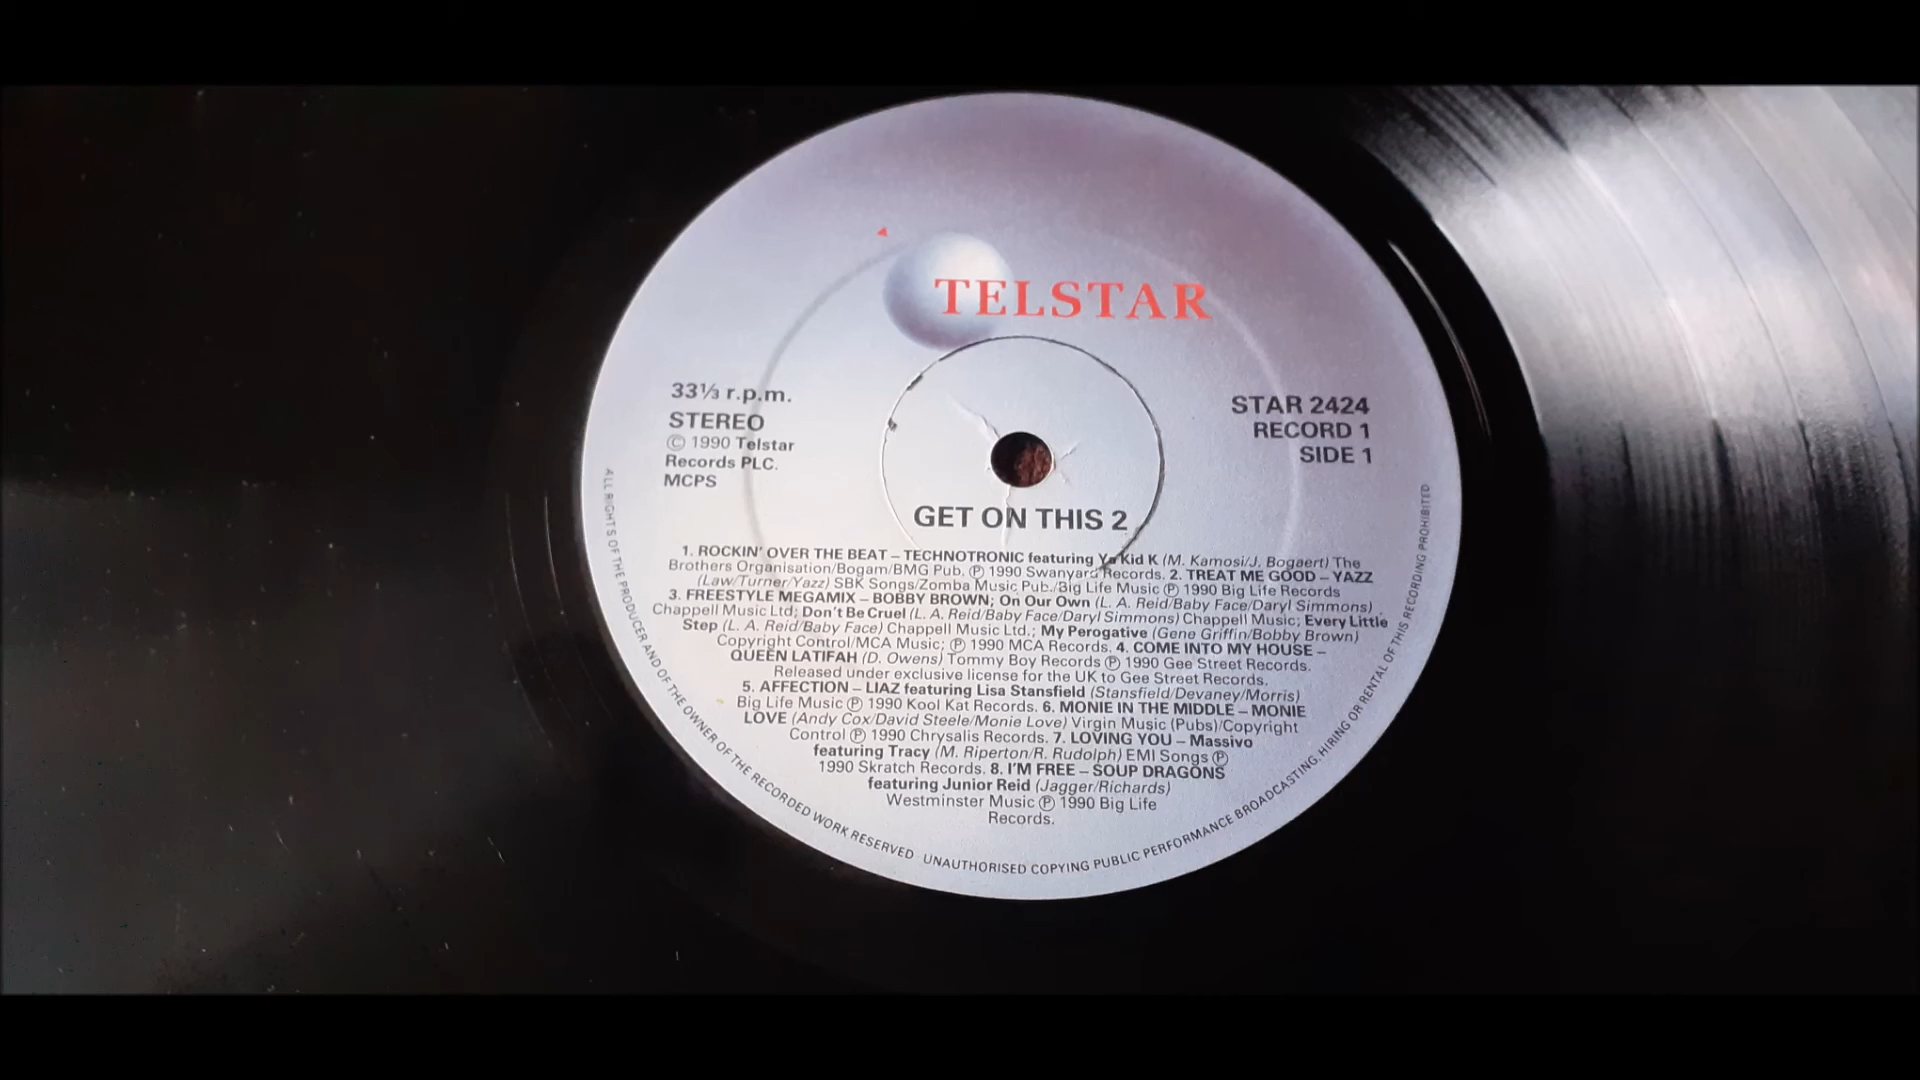 TELSTAR
33⅓ r.p.m.
STEREO
© 1990 Telstar
Records PLC.
MCPS
STAR 2424
RECORD 1
SIDE 1
GET ON THIS 2
1. ROCKIN' OVER THE BEAT – TECHNOTRONIC featuring Ya Kid K (M. Kamosi/J. Bogaert) The
Brothers Organisation/Bogam/BMG Pub. ℗ 1990 Swanyard Records. 2. TREAT ME GOOD – YAZZ
(Law/Turner/Yazz) SBK Songs/Zomba Music Pub./Big Life Music ℗ 1990 Big Life Records
3. FREESTYLE MEGAMIX – BOBBY BROWN; On Our Own (L. A. Reid/Baby Face/Daryl Simmons)
Chappell Music Ltd; Don't Be Cruel (L. A. Reid/Baby Face/Daryl Simmons) Chappell Music; Every Little
Step (L. A. Reid/Baby Face) Chappell Music Ltd.; My Perogative (Gene Griffin/Bobby Brown)
Copyright Control/MCA Music; ℗ 1990 MCA Records. 4. COME INTO MY HOUSE –
QUEEN LATIFAH (D. Owens) Tommy Boy Records ℗ 1990 Gee Street Records.
Released under exclusive license for the UK to Gee Street Records.
5. AFFECTION – LIAZ featuring Lisa Stansfield (Stansfield/Devaney/Morris)
Big Life Music ℗ 1990 Kool Kat Records. 6. MONIE IN THE MIDDLE – MONIE
LOVE (Andy Cox/David Steele/Monie Love) Virgin Music (Pubs)/Copyright
Control ℗ 1990 Chrysalis Records. 7. LOVING YOU – Massivo
featuring Tracy (M. Riperton/R. Rudolph) EMI Songs ℗
1990 Skratch Records. 8. I'M FREE – SOUP DRAGONS
featuring Junior Reid (Jagger/Richards)
Westminster Music ℗ 1990 Big Life
Records.
ALL RIGHTS OF THE PRODUCER AND OF THE OWNER OF THE RECORDED WORK RESERVED UNAUTHORISED COPYING PUBLIC PERFORMANCE BROADCASTING, HIRING OR RENTAL OF THIS RECORDING PROHIBITED